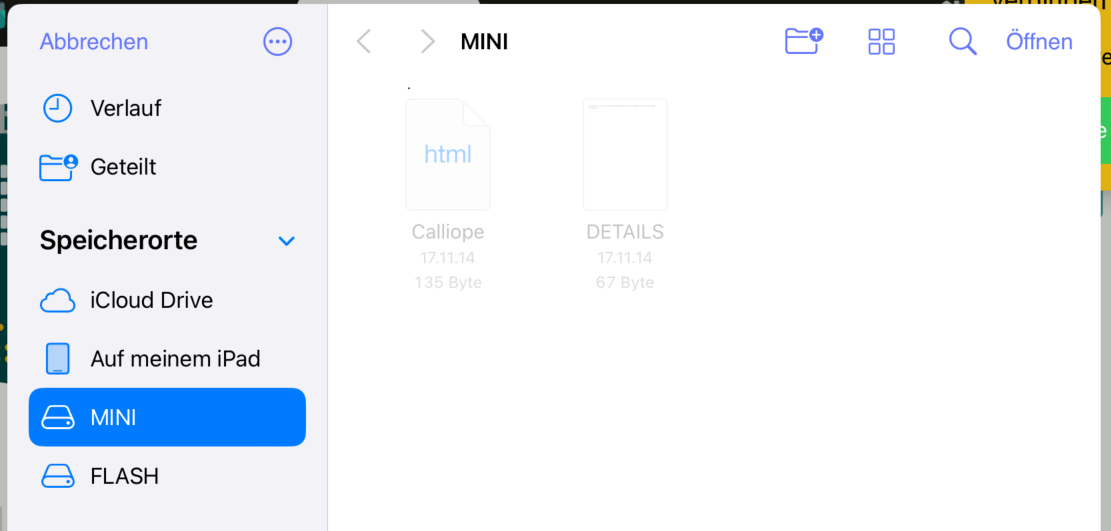 Abbrechen
MINI
Öffnen
Verlauf
Geteilt
Speicherorte
iCloud Drive
Auf meinem iPad
MINI
FLASH
html
Calliope
17.11.14
135 Byte
DETAILS
17.11.14
67 Byte